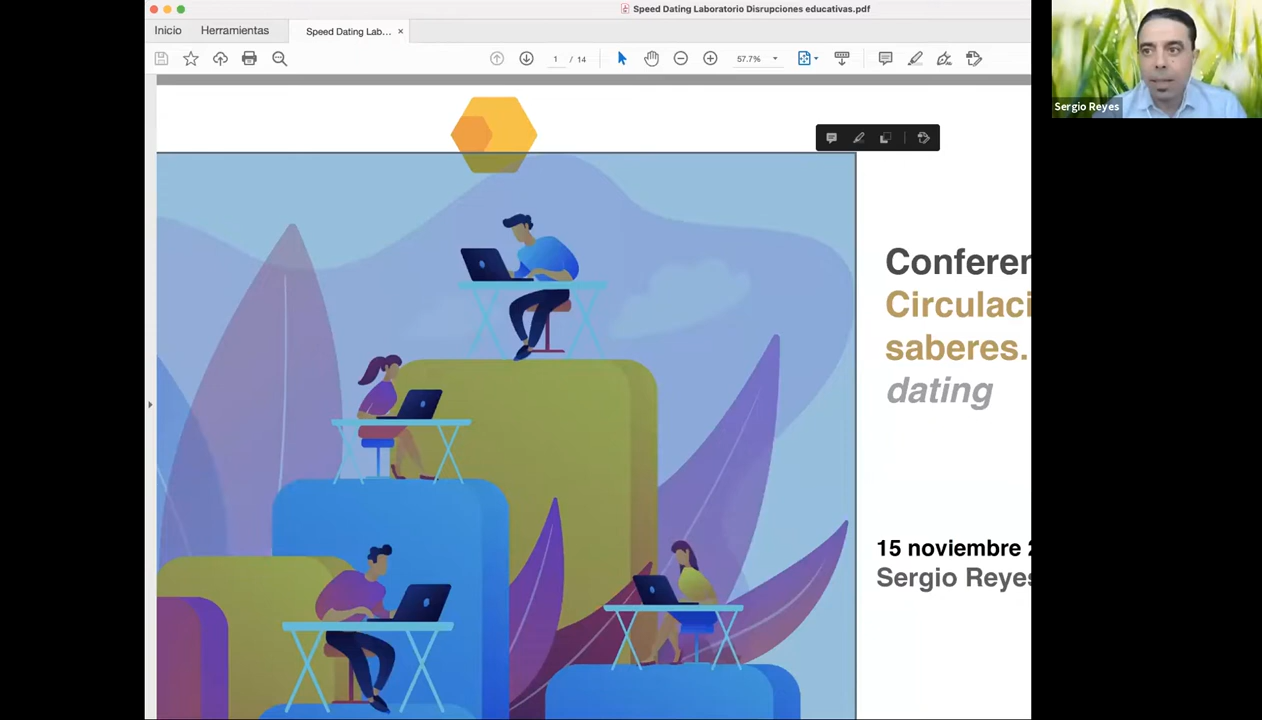 Speed Dating Laboratorio Disrupciones educativas.pdf
Inicio
Herramientas
Speed Dating Lab...
1 / 14
57.7%
Sergio Reyes
Conferen
Circulaci
saberes.
dating
15 noviembre 2
Sergio Reyes